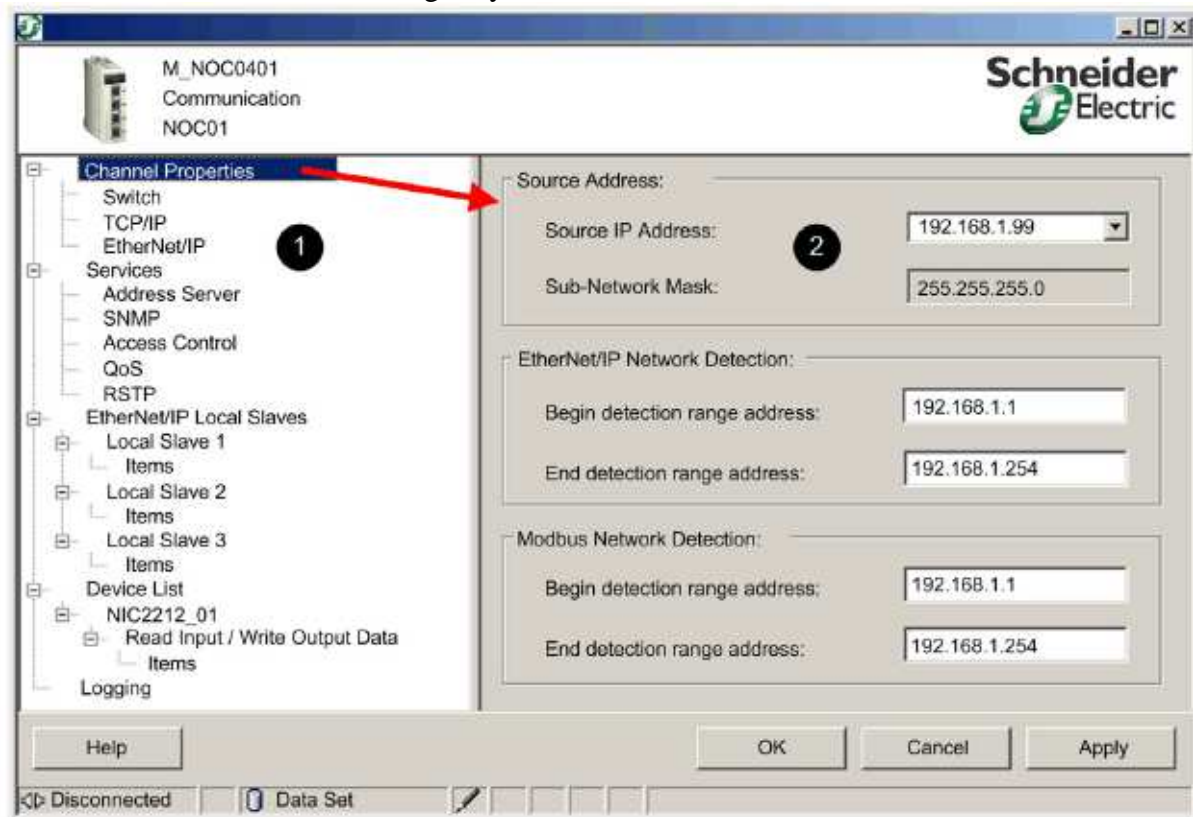 M_NOC0401
Communication
NOC01
Schneider
Electric
Channel Properties
Switch
TCP/IP
EtherNet/IP
1
Services
Address Server
SNMP
Access Control
QoS
RSTP
EtherNet/IP Local Slaves
Local Slave 1
Items
Local Slave 2
Items
Local Slave 3
Items
Device List
NIC2212_01
Read Input / Write Output Data
Items
Logging
Source Address:
Source IP Address:
2
192.168.1.99
Sub-Network Mask:
255.255.255.0
EtherNet/IP Network Detection:
Begin detection range address:
192.168.1.1
End detection range address:
192.168.1.254
Modbus Network Detection:
Begin detection range address:
192.168.1.1
End detection range address:
192.168.1.254
Help
OK
Cancel
Apply
Disconnected
Data Set